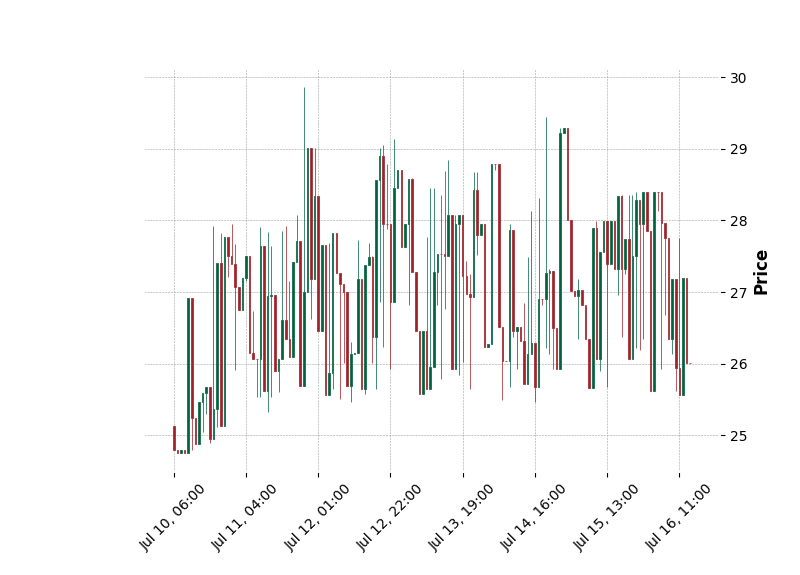 30
29
28
27
26
25
Price
Jul 10, 06:00
Jul 11, 04:00
Jul 12, 01:00
Jul 12, 22:00
Jul 13, 19:00
Jul 14, 16:00
Jul 15, 13:00
Jul 16, 11:00